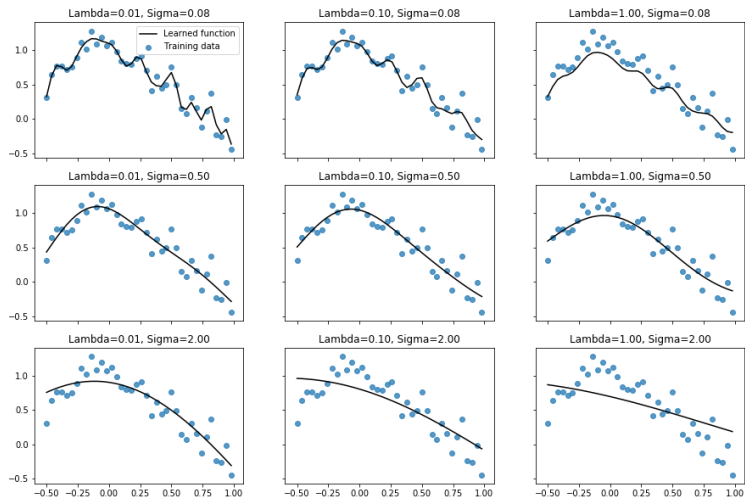 Lambda=0.01, Sigma=0.08
Lambda=0.10, Sigma=0.08
Lambda=1.00, Sigma=0.08
Learned function
Training data
1.0
0.5
0.0
−0.5
Lambda=0.01, Sigma=0.50
Lambda=0.10, Sigma=0.50
Lambda=1.00, Sigma=0.50
1.0
0.5
0.0
−0.5
Lambda=0.01, Sigma=2.00
Lambda=0.10, Sigma=2.00
Lambda=1.00, Sigma=2.00
1.0
0.5
0.0
−0.5
−0.50 −0.25 0.00 0.25 0.50 0.75 1.00
−0.50 −0.25 0.00 0.25 0.50 0.75 1.00
−0.50 −0.25 0.00 0.25 0.50 0.75 1.00